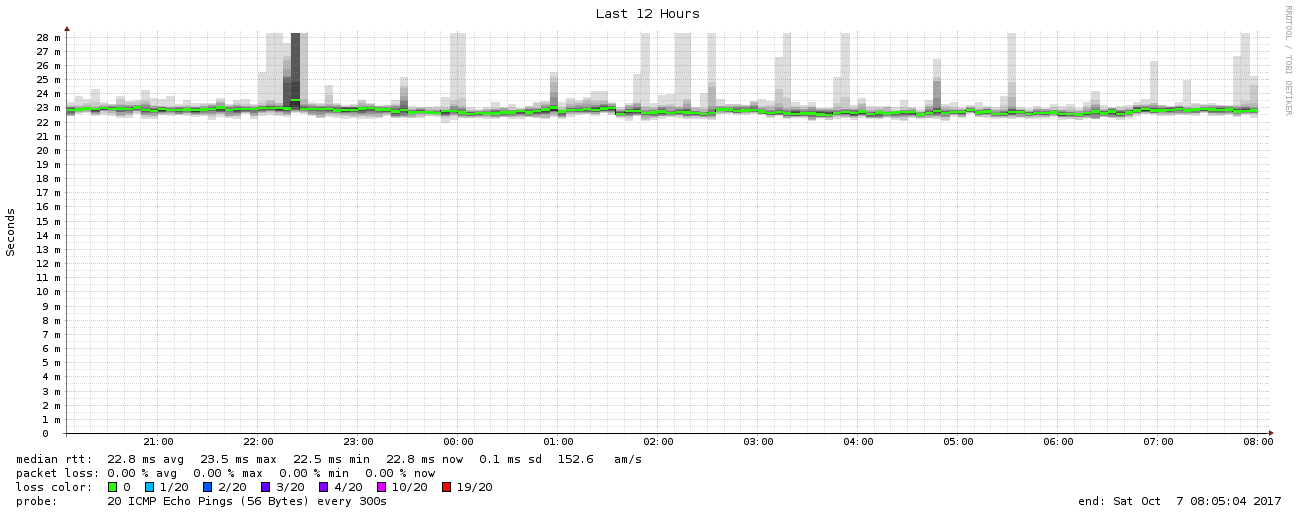 Last 12 Hours
RRDTOOL / TOBI OETIKER
Seconds
28 m
27 m
26 m
25 m
24 m
23 m
22 m
21 m
20 m
19 m
18 m
17 m
16 m
15 m
14 m
13 m
12 m
11 m
10 m
9 m
8 m
7 m
6 m
5 m
4 m
3 m
2 m
1 m
0
21:00 22:00 23:00 00:00 01:00 02:00 03:00 04:00 05:00 06:00 07:00 08:00
median rtt: 22.8 ms avg 23.5 ms max 22.5 ms min 22.8 ms now 0.1 ms sd 152.6 am/s
packet loss: 0.00 % avg 0.00 % max 0.00 % min 0.00 % now
loss color: 0 1/20 2/20 3/20 4/20 10/20 19/20
probe: 20 ICMP Echo Pings (56 Bytes) every 300s end: Sat Oct 7 08:05:04 2017